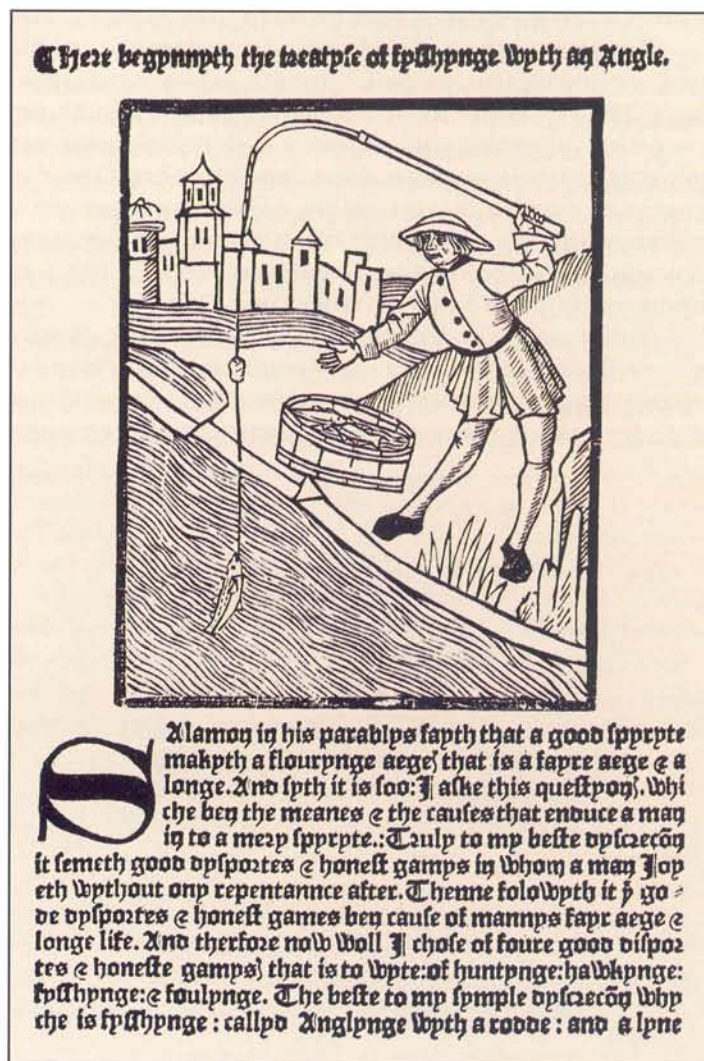 Here begynnyth the treatyse of fysshynge wyth an Angle.
SAlamon in his parablys sayth that a good spyryte
makyth a flourynge aege/ that is a fayre aege & a
longe. And syth it is soo: I aske this questyon/. Whi
che ben the meanes & the causes that enduce a man
in to a mery spyryte.: Truly to my beste dyscrecōn
it semeth good dysportes & honest gamys in whom a man Joy
eth wythout ony repentannce after. Thenne folowyth it yͭ go⸗
de dysportes & honest games ben cause of mannys fayr aege &
longe life. And therfore now woll I chose of foure good dispor
tes & honeste gamys/ that is to wyte: of huntynge: hawkynge:
fysshynge: & foulynge. The beste to my symple dyscrecōn why
che is fysshynge: callyd Anglynge wyth a rodde: and a lyne